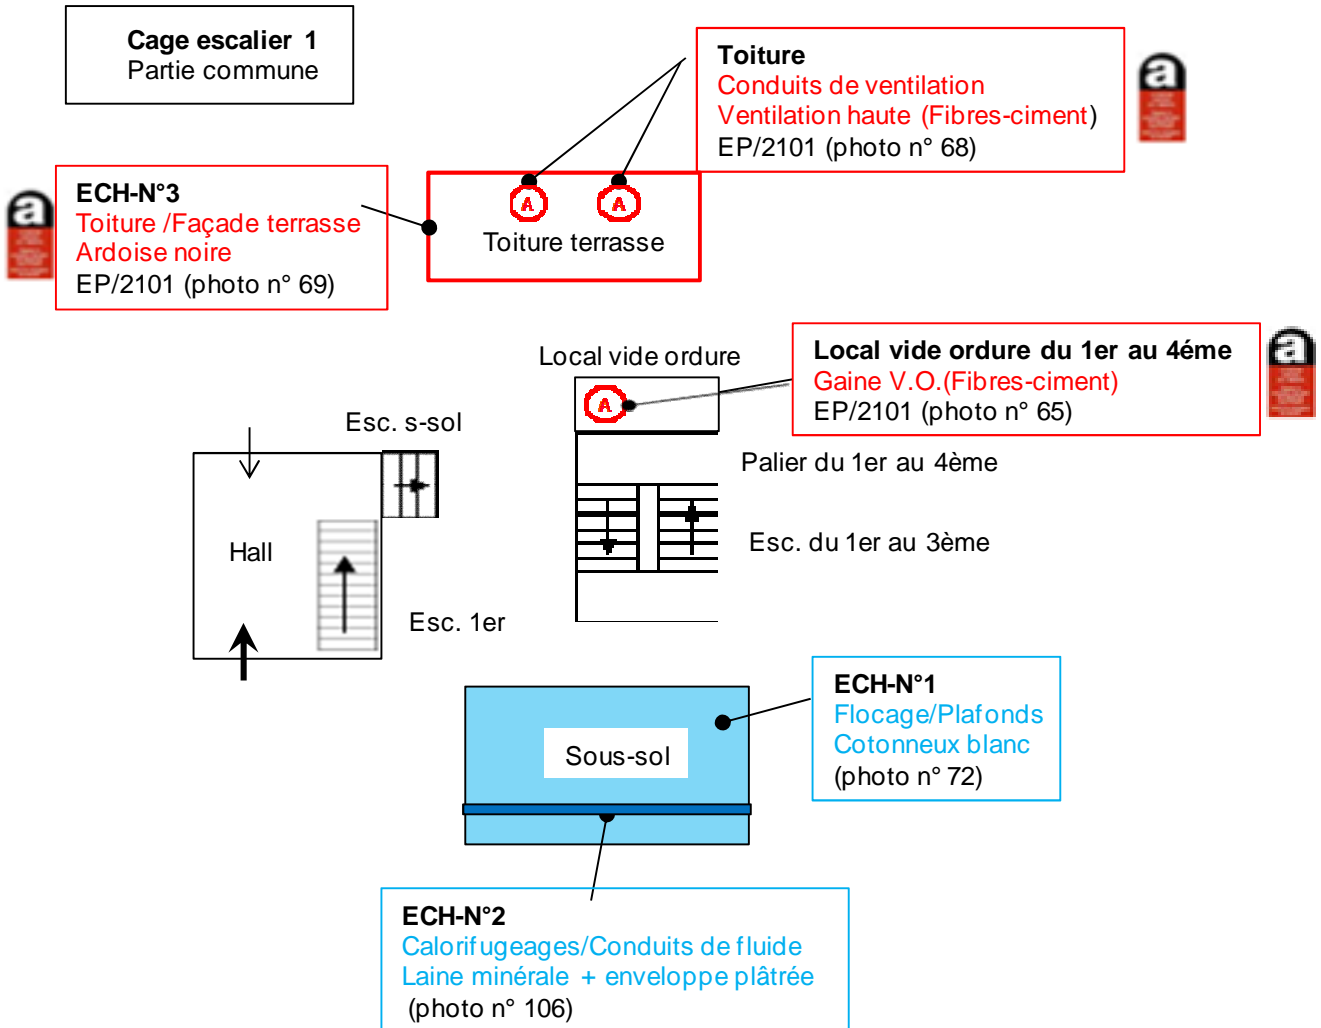 Cage escalier 1
Partie commune
Toiture
Conduits de ventilation
Ventilation haute (Fibres-ciment)
EP/2101 (photo n° 68)
a
a
ECH-N°3
Toiture /Façade terrasse
Ardoise noire
EP/2101 (photo n° 69)
A A
Toiture terrasse
Local vide ordure
A
Local vide ordure du 1er au 4éme
Gaine V.O.(Fibres-ciment)
EP/2101 (photo n° 65)
a
Esc. s-sol
Palier du 1er au 4ème
Hall
Esc. du 1er au 3ème
Esc. 1er
ECH-N°1
Flocage/Plafonds
Cotonneux blanc
(photo n° 72)
Sous-sol
ECH-N°2
Calorifugeages/Conduits de fluide
Laine minérale + enveloppe plâtrée
(photo n° 106)